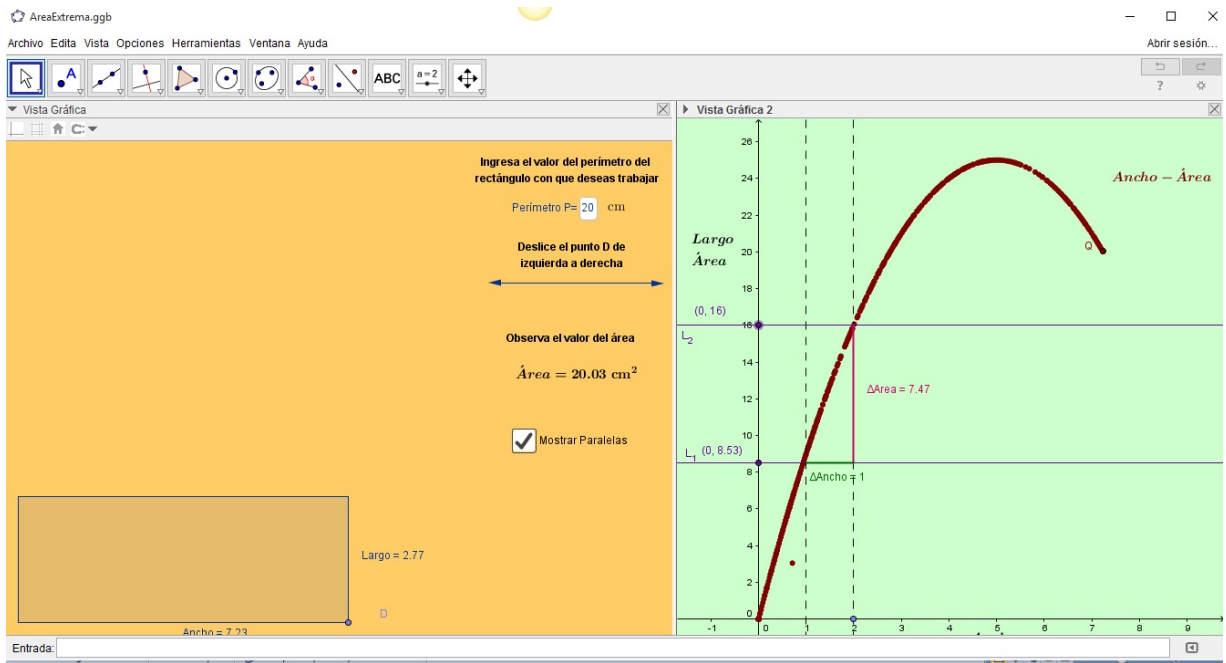 AreaExtrema.ggb
Archivo Edita Vista Opciones Herramientas Ventana Ayuda
Abrir sesión...
A
α
ABC
a=2
?
Vista Gráfica
Vista Gráfica 2
Ingresa el valor del perímetro del
rectángulo con que deseas trabajar
Perímetro P= 20 cm
Deslice el punto D de
izquierda a derecha
Observa el valor del área
Área = 20.03 cm²
Mostrar Paralelas
Largo = 2.77
D
Ancho = 7.23
Ancho – Área
Largo
Área
Q
(0, 16)
L₂
ΔArea = 7.47
L₁ (0, 8.53)
ΔAncho = 1
26
24
22
20
18
16
14
12
10
8
6
4
2
0
-1 0 1 2 3 4 5 6 7 8 9
Entrada: